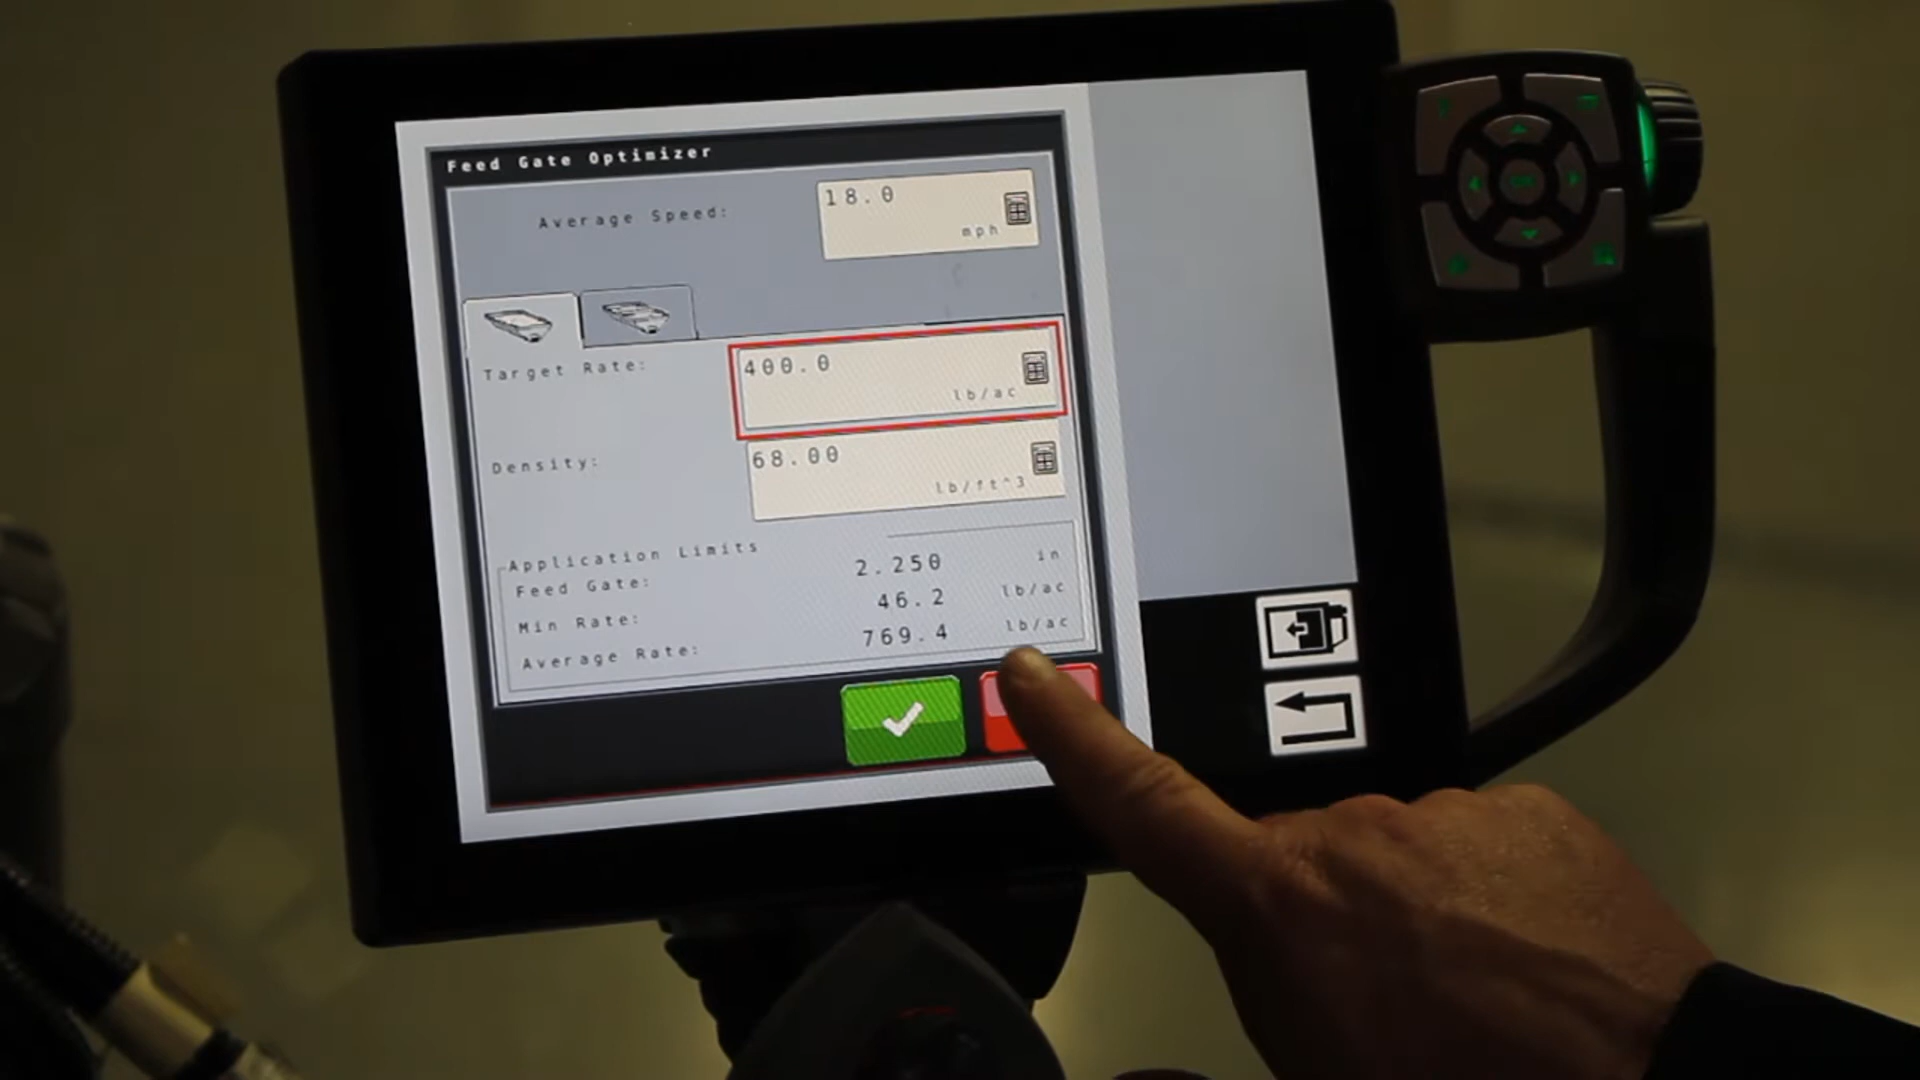 Feed Gate Optimizer
Average Speed:
18.0
mph
Target Rate:
400.0
lb/ac
Density:
68.00
lb/ft^3
Application Limits
Feed Gate: 2.250 in
Min Rate: 46.2 lb/ac
Average Rate: 769.4 lb/ac
OK